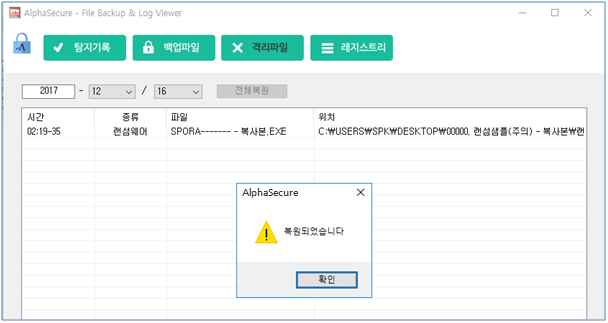 AlphaSecure - File Backup & Log Viewer
탐지기록 백업파일 격리파일 레지스트리
2017 - 12 / 16 전체복원
시간 종류 파일 위치
02:19-35 랜섬웨어 SPORA------- - 복사본.EXE C:\USERS\SPK\DESKTOP\00000. 랜섬샘플(주의) - 복사본\랜
AlphaSecure
복원되었습니다
확인